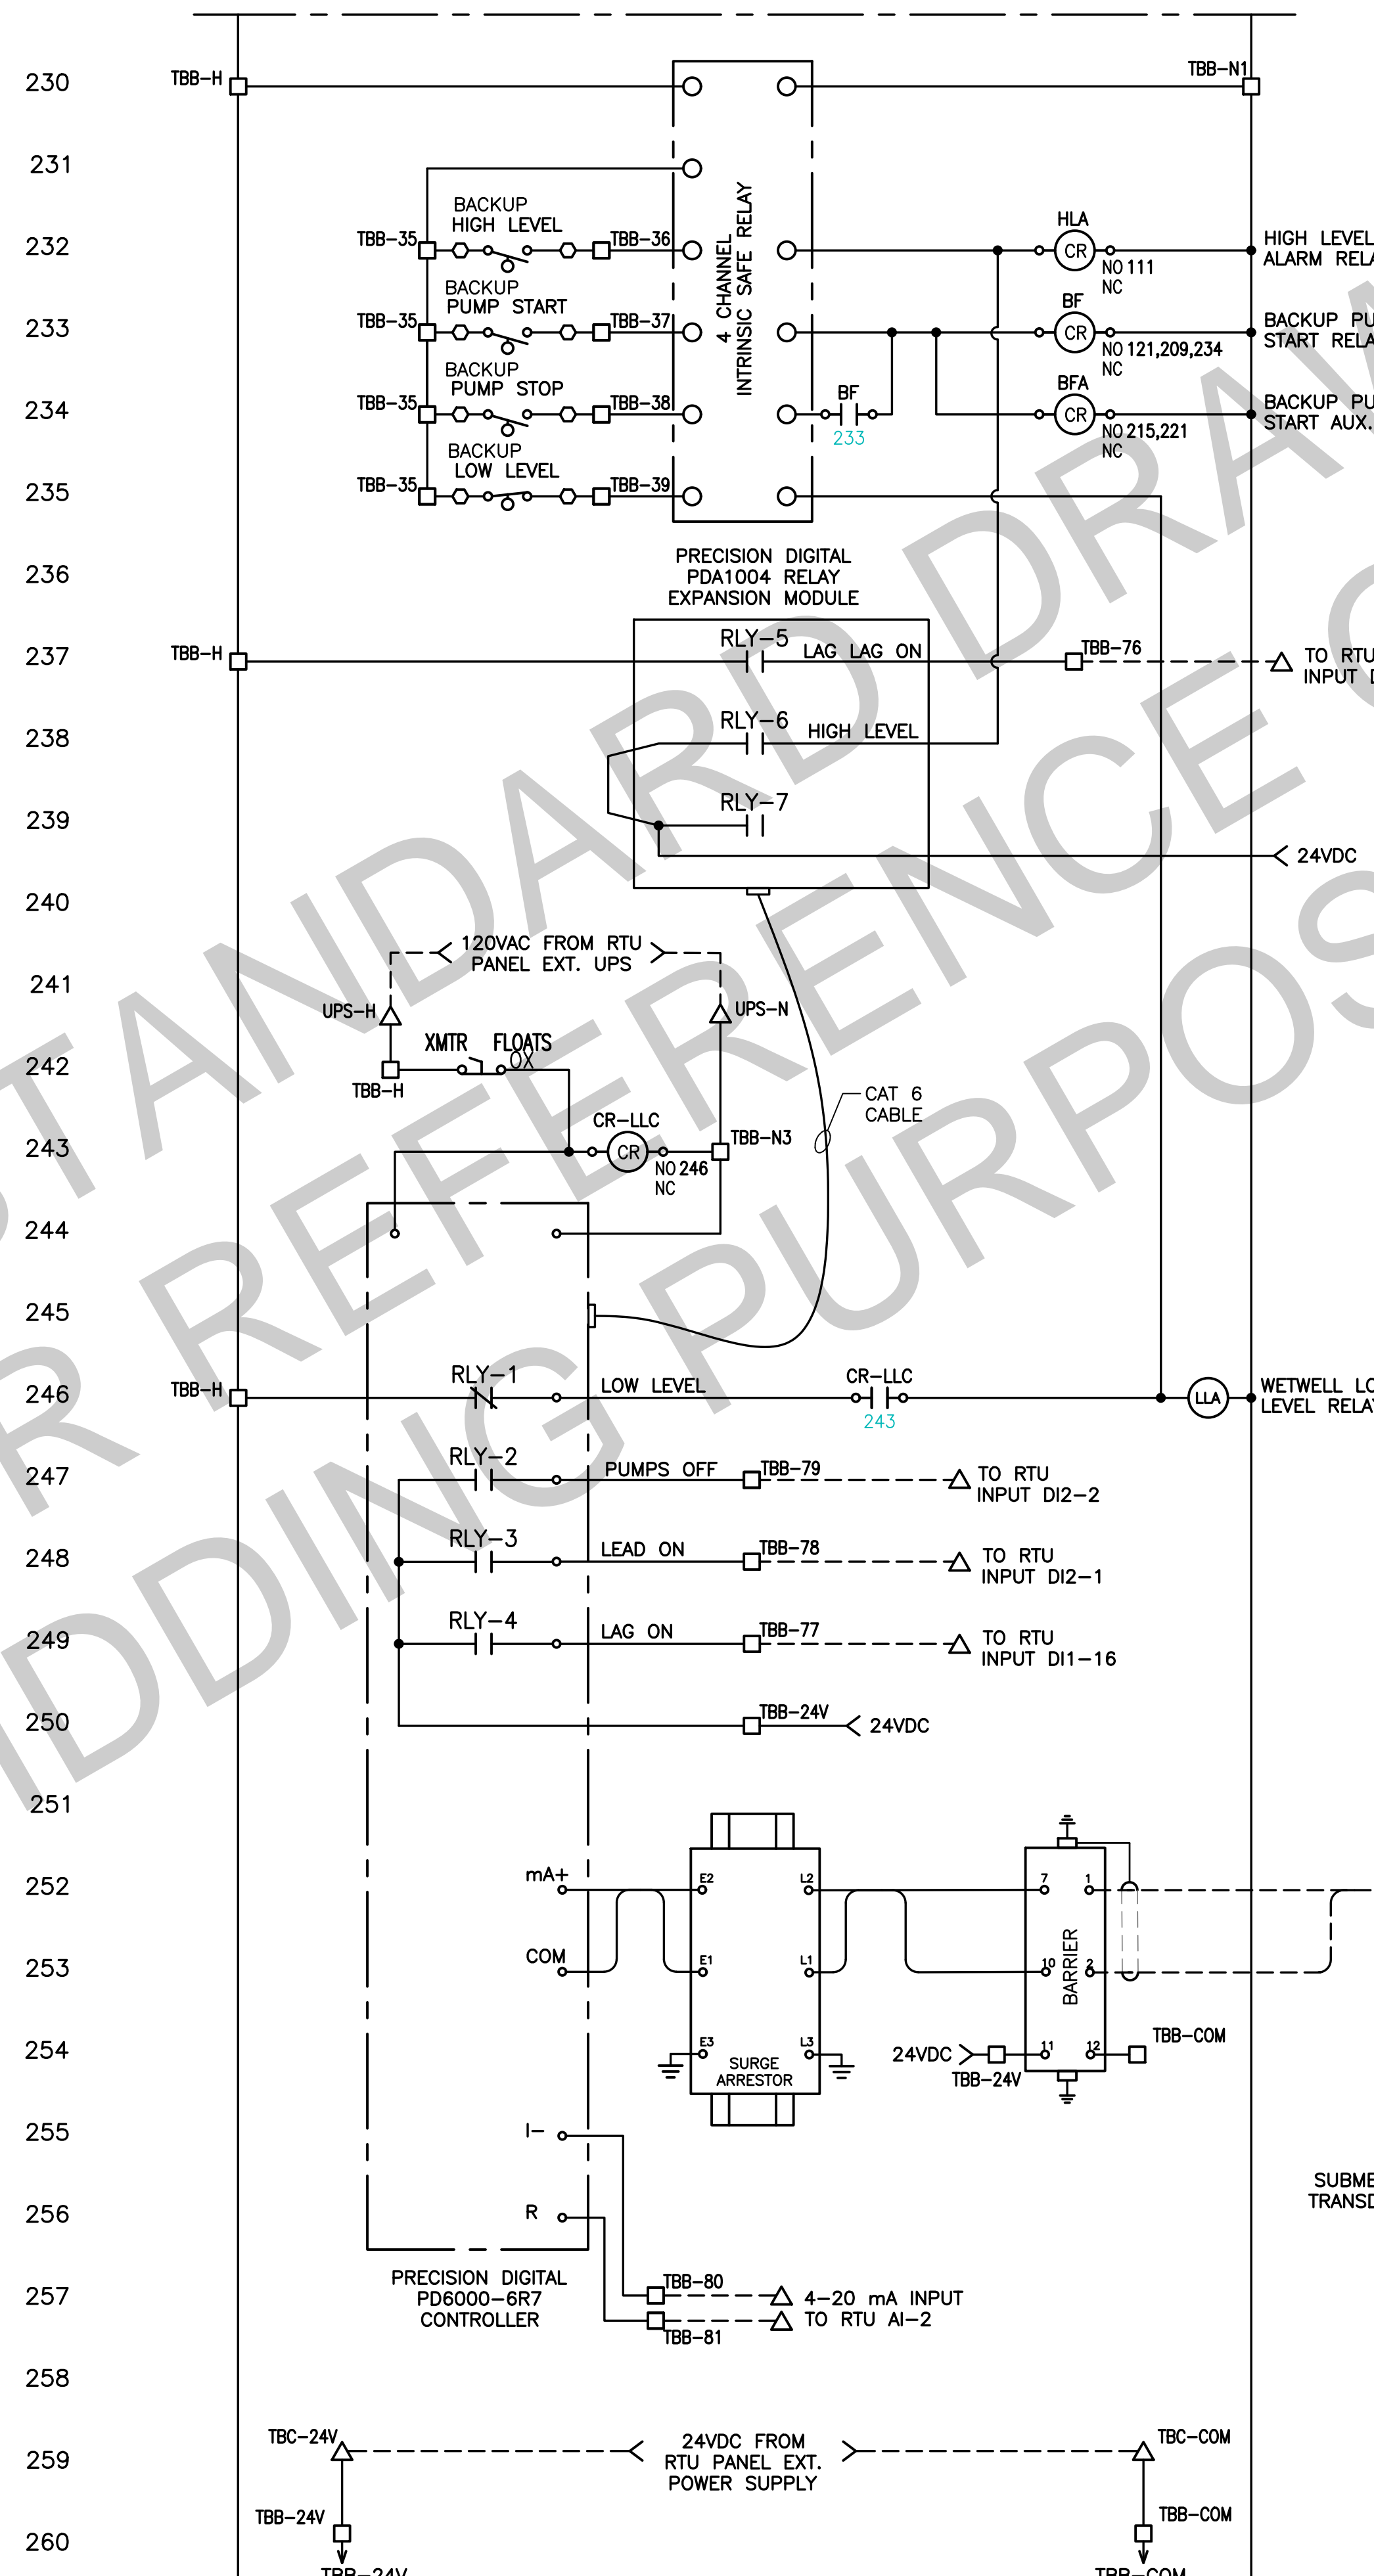 230
TBB-H
TBB-N1
231
4 CHANNEL
INTRINSIC SAFE RELAY
BACKUP
HIGH LEVEL
232
TBB-35
TBB-36
HLA
CR
NO 111
NC
HIGH LEVEL
BACKUP
PUMP START
233
TBB-35
TBB-37
BF
CR
NO 121,209,234
NC
BACKUP
START
BACKUP
PUMP STOP
234
TBB-35
TBB-38
BF
233
BFA
CR
NO 215,221
NC
BACKUP
START AUX.
BACKUP
LOW LEVEL
235
TBB-35
TBB-39
236
PRECISION DIGITAL
PDA1004 RELAY
EXPANSION MODULE
237
TBB-H
RLY-5
LAG LAG ON
TBB-76
TO RTU
INPUT
238
RLY-6
HIGH LEVEL
239
RLY-7
24VDC
240
120VAC FROM RTU
PANEL EXT. UPS
241
UPS-H
UPS-N
242
XMTR FLOATS
OX
TBB-H
CAT 6
CABLE
243
CR-LLC
CR
NO 246
NC
TBB-N3
244
245
246
TBB-H
RLY-1
LOW LEVEL
CR-LLC
243
LLA
WETWELL
LEVEL
247
RLY-2
PUMPS OFF
TBB-79
TO RTU
INPUT DI2-2
248
RLY-3
LEAD ON
TBB-78
TO RTU
INPUT DI2-1
249
RLY-4
LAG ON
TBB-77
TO RTU
INPUT DI1-16
250
TBB-24V
24VDC
251
252
mA+
E2
L2
7
1
253
COM
E1
L1
10
2
BARRIER
254
E3
L3
SURGE
ARRESTOR
24VDC
TBB-24V
11
12
TBB-COM
255
I-
256
R
PRECISION DIGITAL
PD6000-6R7
CONTROLLER
257
TBB-80
TBB-81
4-20 mA INPUT
TO RTU AI-2
258
259
TBC-24V
24VDC FROM
RTU PANEL EXT.
POWER SUPPLY
TBC-COM
260
TBB-24V
TBB-COM
TBB-24V
TBB-COM
STANDARD DRAW
R REFERENCE O
DDING PURPOS